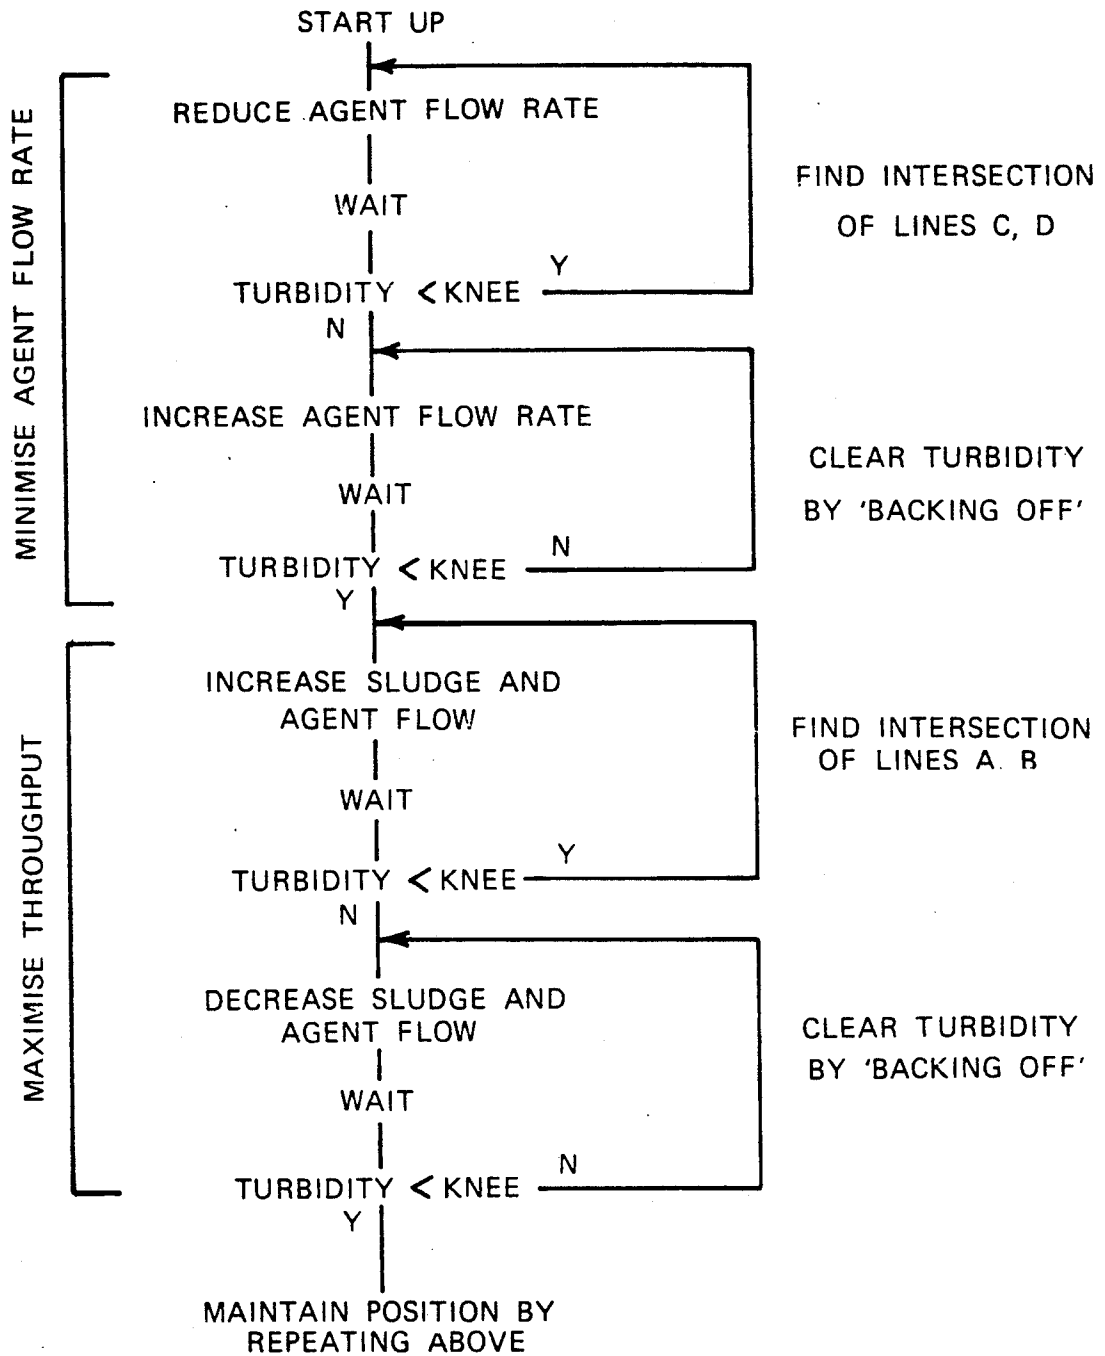 START UP
MINIMISE AGENT FLOW RATE
REDUCE AGENT FLOW RATE
WAIT
TURBIDITY < KNEE
Y
N
FIND INTERSECTION
OF LINES C, D
INCREASE AGENT FLOW RATE
WAIT
TURBIDITY < KNEE
N
Y
CLEAR TURBIDITY
BY 'BACKING OFF'
MAXIMISE THROUGHPUT
INCREASE SLUDGE AND
AGENT FLOW
WAIT
TURBIDITY < KNEE
Y
N
FIND INTERSECTION
OF LINES A. B
DECREASE SLUDGE AND
AGENT FLOW
WAIT
TURBIDITY < KNEE
N
Y
CLEAR TURBIDITY
BY 'BACKING OFF'
MAINTAIN POSITION BY
REPEATING ABOVE